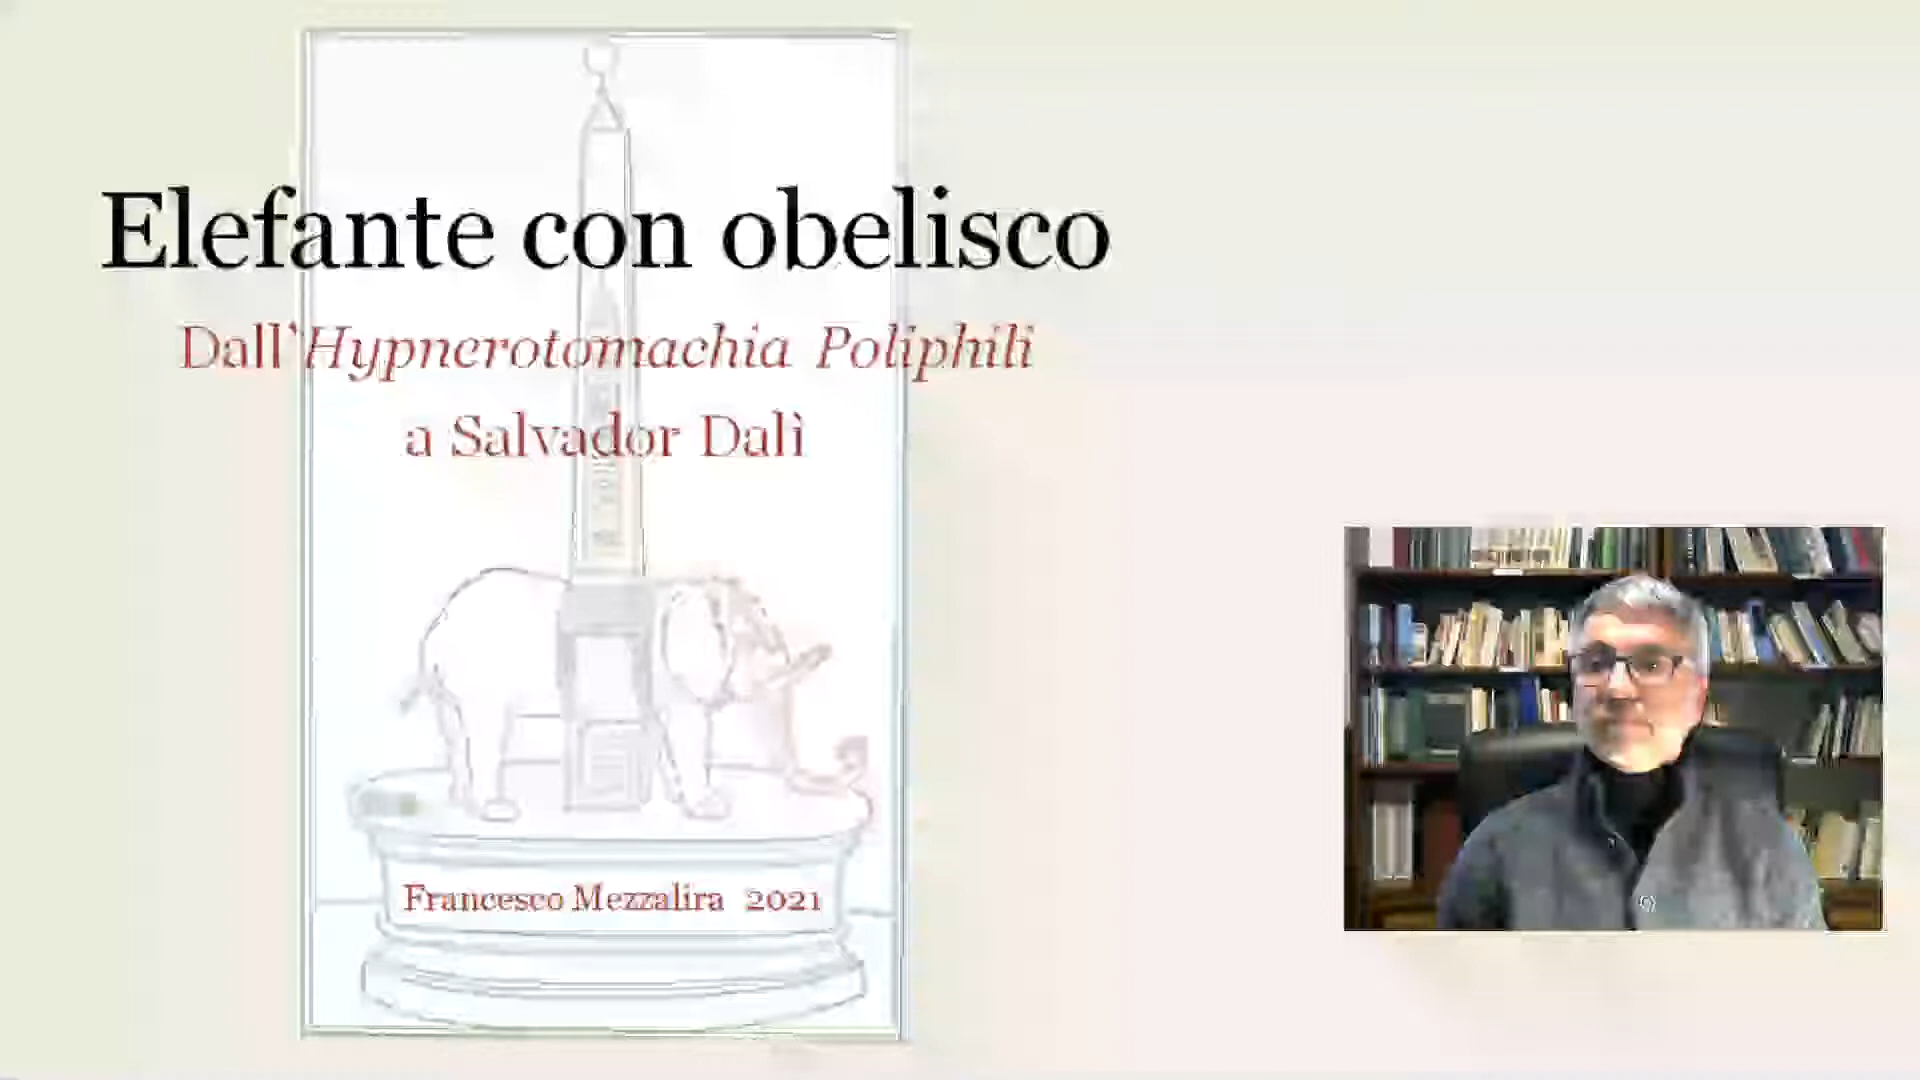 Elefante con obelisco
Dall'Hypnerotomachia Poliphili
a Salvador Dalì
Francesco Mezzalira 2021